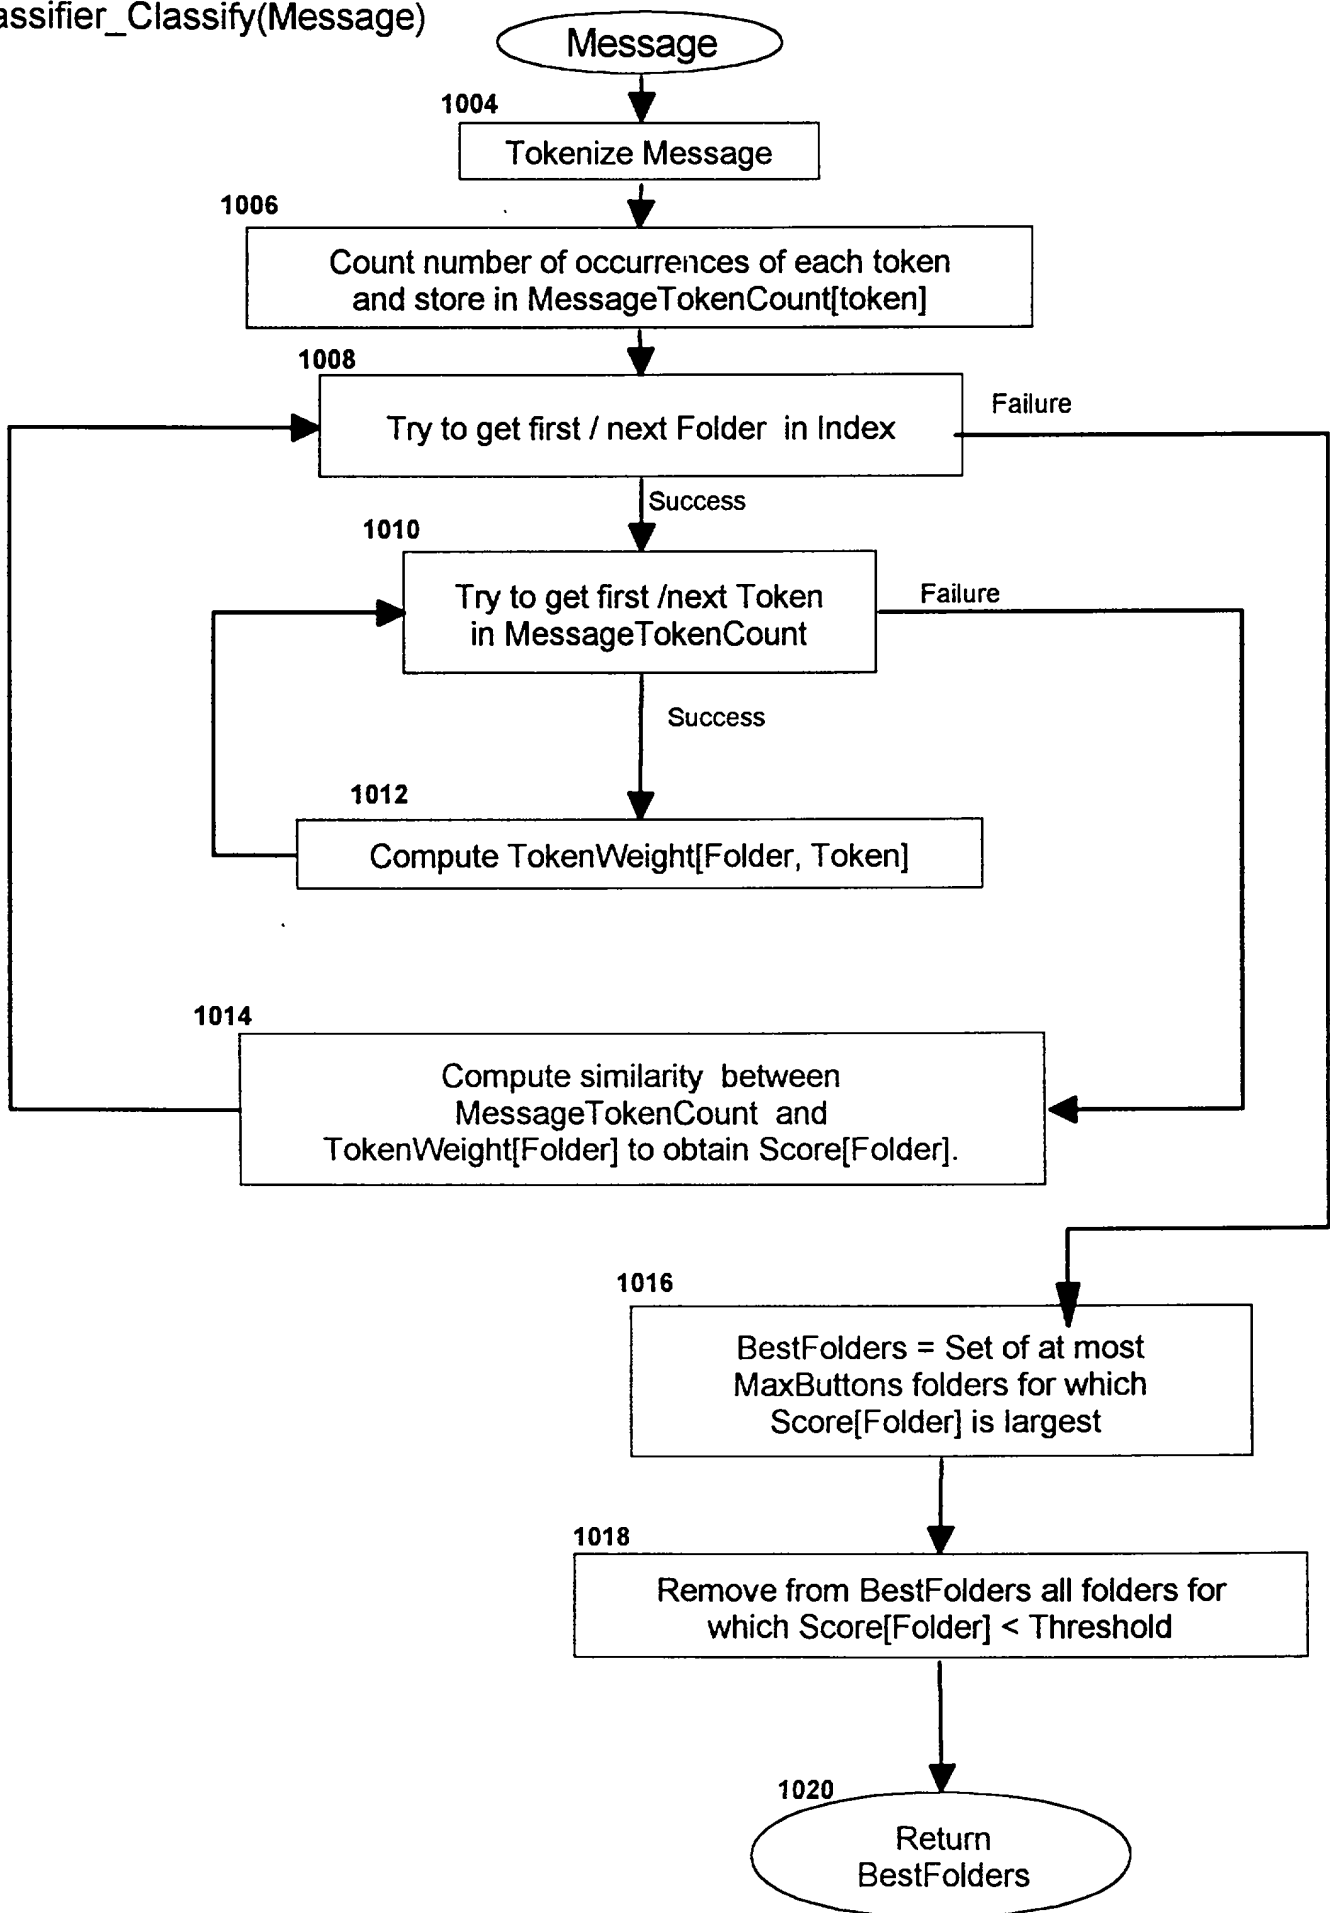 assifier_Classify(Message)
Message
1004
Tokenize Message
1006
Count number of occurrences of each token
and store in MessageTokenCount[token]
1008
Try to get first / next Folder in Index
Failure
Success
1010
Try to get first /next Token
in MessageTokenCount
Failure
Success
1012
Compute TokenWeight[Folder, Token]
1014
Compute similarity between
MessageTokenCount and
TokenWeight[Folder] to obtain Score[Folder].
1016
BestFolders = Set of at most
MaxButtons folders for which
Score[Folder] is largest
1018
Remove from BestFolders all folders for
which Score[Folder] < Threshold
1020
Return
BestFolders